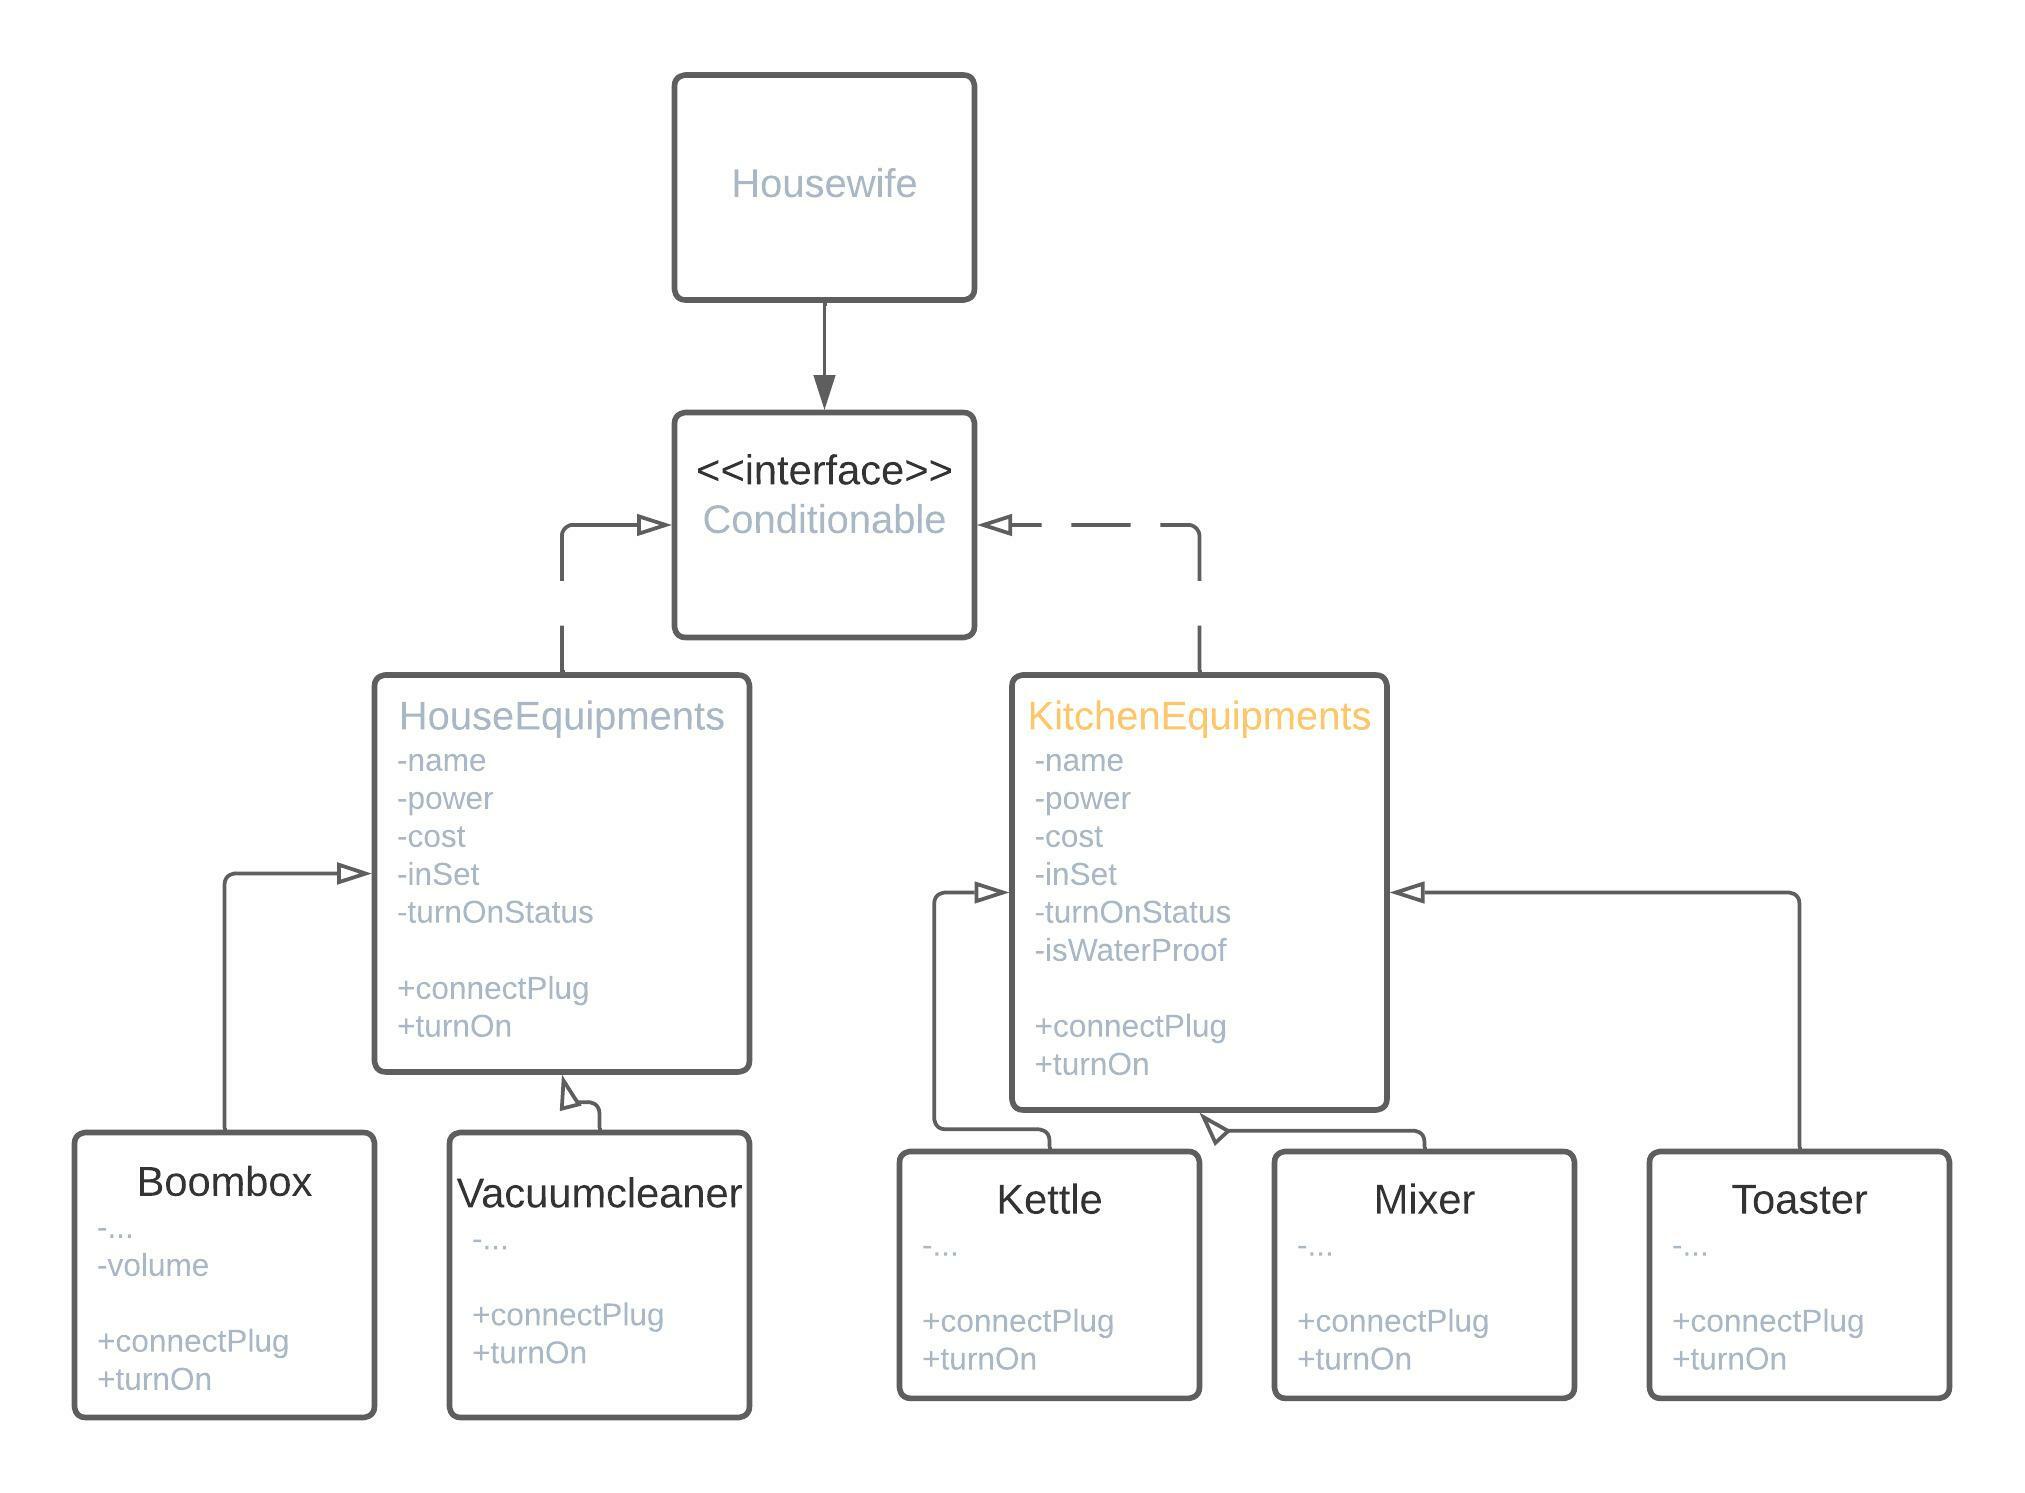 Housewife
<<interface>>
Conditionable
HouseEquipments
-name
-power
-cost
-inSet
-turnOnStatus
+connectPlug
+turnOn
KitchenEquipments
-name
-power
-cost
-inSet
-turnOnStatus
-isWaterProof
+connectPlug
+turnOn
Boombox
-...
-volume
+connectPlug
+turnOn
Vacuumcleaner
-...
+connectPlug
+turnOn
Kettle
-...
+connectPlug
+turnOn
Mixer
-...
+connectPlug
+turnOn
Toaster
-...
+connectPlug
+turnOn